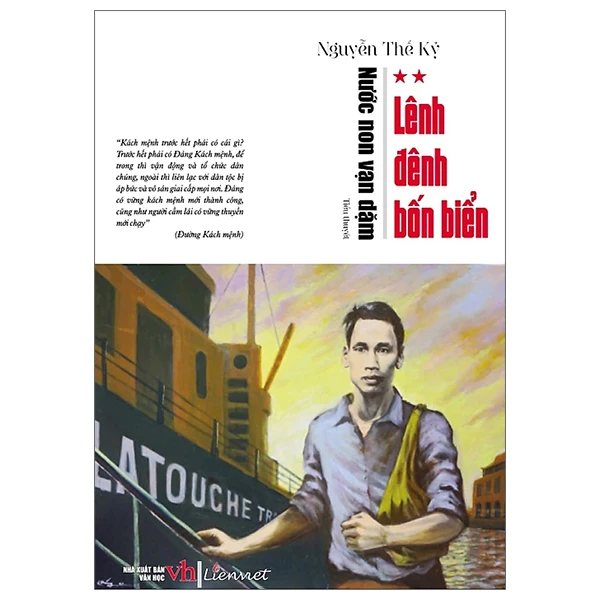 Nguyễn Thế Kỷ
★★
Lênh
đênh
bốn biển
Nước non vạn dặm
Tiểu thuyết
“Kách mệnh trước hết phải có cái gì?
Trước hết phải có Đảng Kách mệnh, để
trong thì vận động và tổ chức dân
chúng, ngoài thì liên lạc với dân tộc bị
áp bức và vô sản giai cấp mọi nơi. Đảng
có vững kách mệnh mới thành công,
cũng như người cầm lái có vững thuyền
mới chạy”
(Đường Kách mệnh)
LATOUCHE TR
NHÀ XUẤT BẢN
VĂN HỌC
vh
Liênviệt